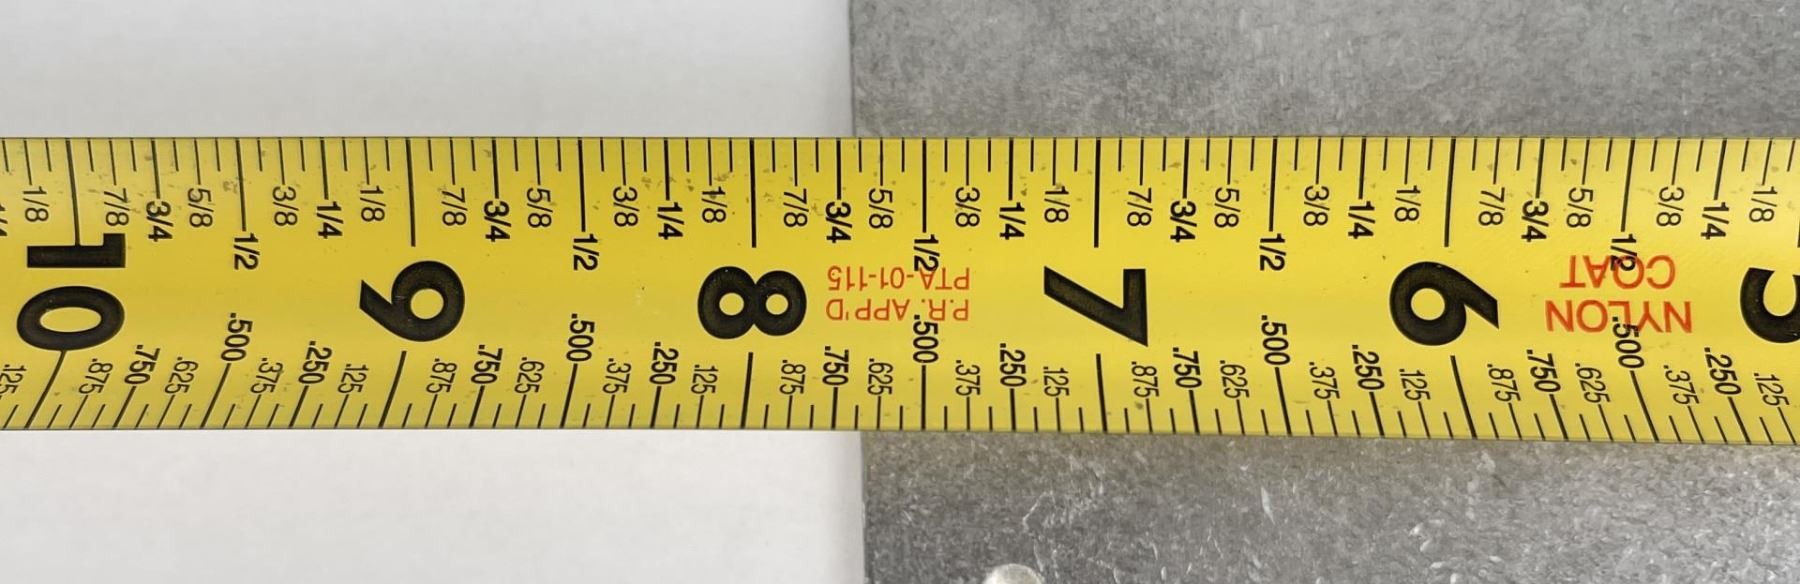 1/8 7/8 3/4 5/8 1/2 3/8 1/4 1/8 7/8 3/4 5/8 1/2 3/8 1/4 1/8 7/8 3/4 5/8 1/2 3/8 1/4 1/8 7/8 3/4 5/8 1/2 3/8 1/4 1/8 7/8 3/4 5/8 1/2 3/8 1/4 1/8
10 9 8 7 6 5
P.R. APP'D
PTA-01-115
NYLON
COAT
.125 .875 .750 .625 .500 .375 .250 .125 .875 .750 .625 .500 .375 .250 .125 .875 .750 .625 .500 .375 .250 .125 .875 .750 .625 .500 .375 .250 .125 .875 .750 .625 .500 .375 .250 .125